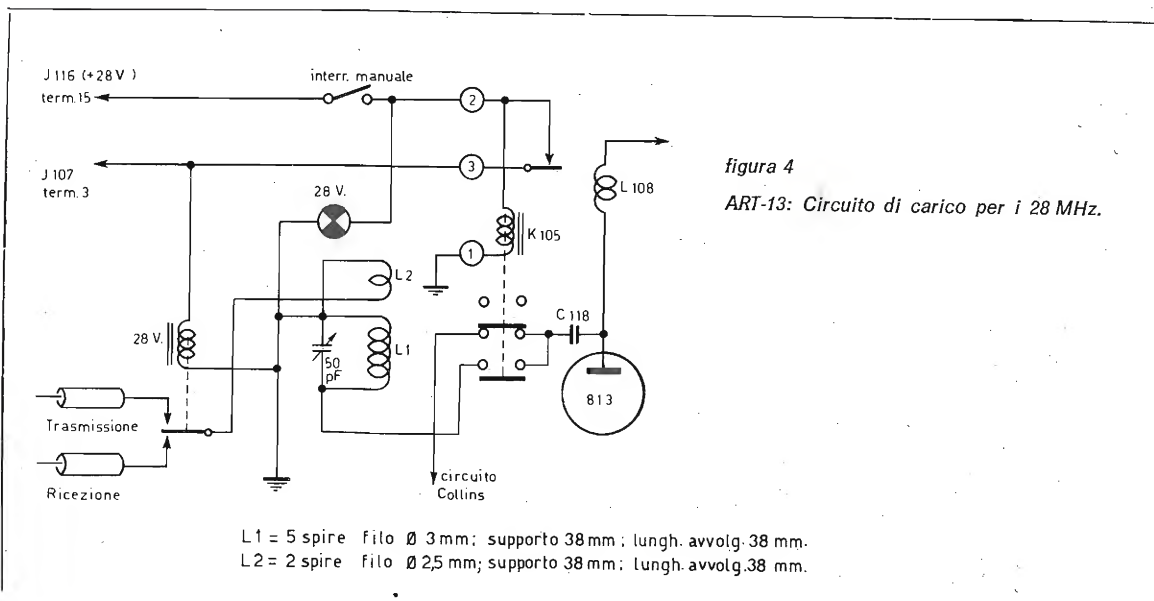 J 116 (+28 V )
term. 15
interr. manuale
2
J 107
term. 3
3
28 V.
L 108
figura 4
ART-13: Circuito di carico per i 28 MHz.
K 105
1
L 2
C 118
28 V.
50
pF
L 1
813
Trasmissione
Ricezione
circuito
Collins
L1 = 5 spire filo Ø 3 mm; supporto 38 mm; lungh. avvolg. 38 mm.
L2 = 2 spire filo Ø 2,5 mm; supporto 38 mm; lungh. avvolg. 38 mm.